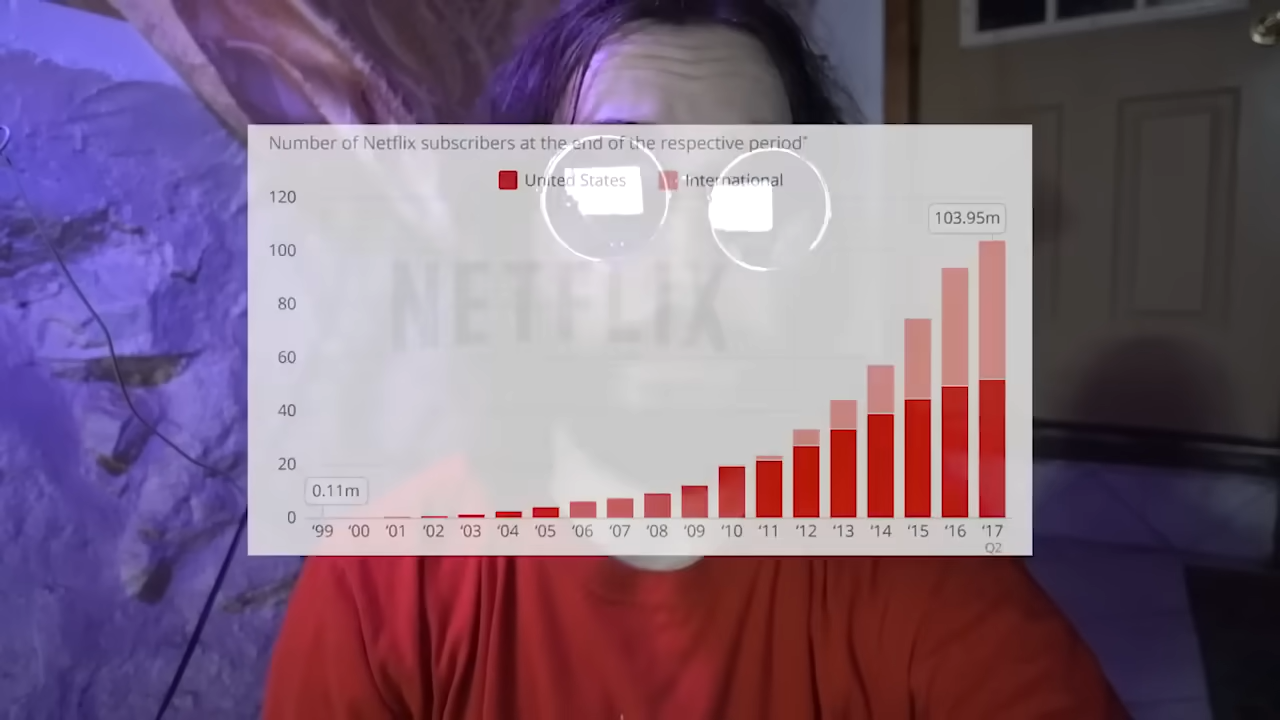 Number of Netflix subscribers at the end of the respective period*
United States International
120
103.95m
100
NETFLIX
80
60
40
20
0.11m
0
‘99 ‘00 ‘01 ‘02 ‘03 ‘04 ‘05 ‘06 ‘07 ‘08 ‘09 ‘10 ‘11 ‘12 ‘13 ‘14 ‘15 ‘16 ‘17
Q2